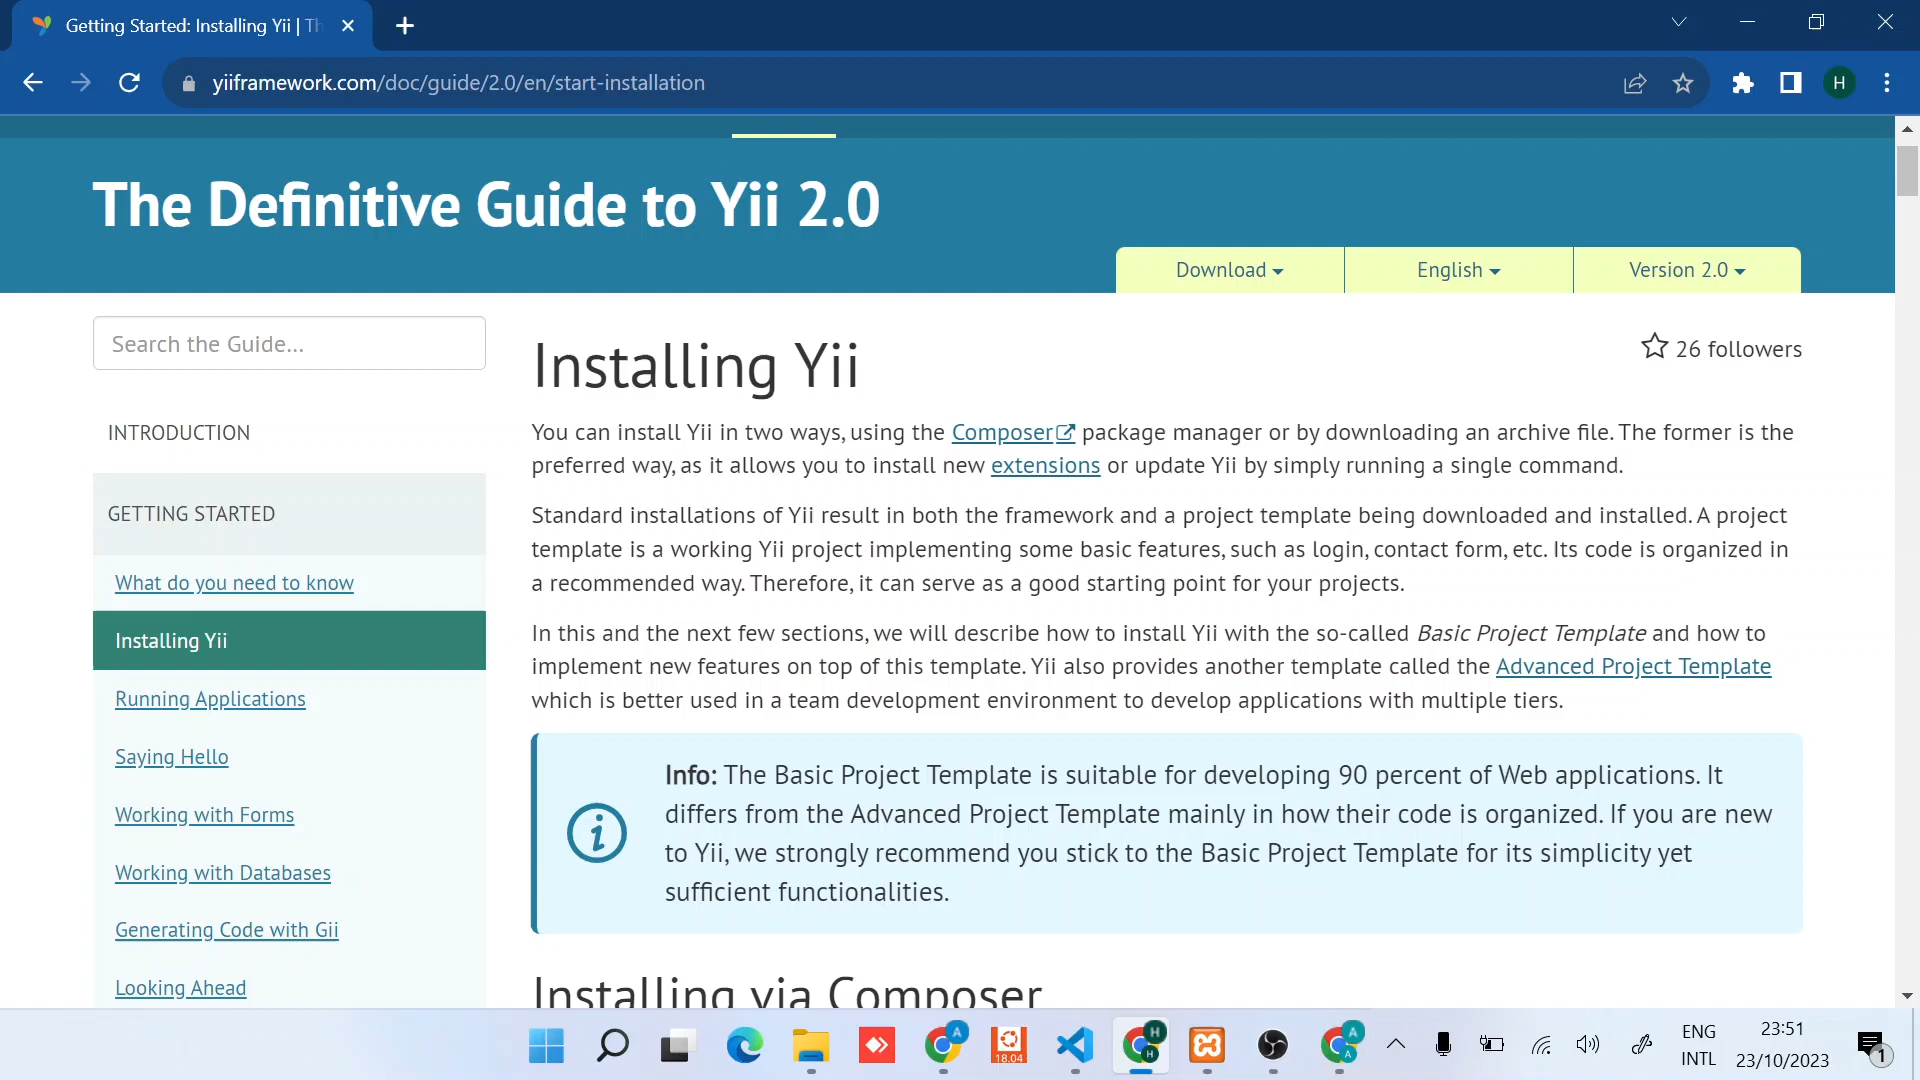 Getting Started: Installing Yii | Th
yiiframework.com/doc/guide/2.0/en/start-installation
H
The Definitive Guide to Yii 2.0
Download
English
Version 2.0
Search the Guide...
Installing Yii
26 followers
INTRODUCTION
You can install Yii in two ways, using the Composer package manager or by downloading an archive file. The former is the
preferred way, as it allows you to install new extensions or update Yii by simply running a single command.
GETTING STARTED
Standard installations of Yii result in both the framework and a project template being downloaded and installed. A project
template is a working Yii project implementing some basic features, such as login, contact form, etc. Its code is organized in
a recommended way. Therefore, it can serve as a good starting point for your projects.
What do you need to know
Installing Yii
In this and the next few sections, we will describe how to install Yii with the so-called Basic Project Template and how to
implement new features on top of this template. Yii also provides another template called the Advanced Project Template
which is better used in a team development environment to develop applications with multiple tiers.
Running Applications
Saying Hello
Working with Forms
Working with Databases
Generating Code with Gii
Looking Ahead
Info: The Basic Project Template is suitable for developing 90 percent of Web applications. It
differs from the Advanced Project Template mainly in how their code is organized. If you are new
to Yii, we strongly recommend you stick to the Basic Project Template for its simplicity yet
sufficient functionalities.
Installing via Composer
A
18.04
H
H
A
A
ENG
INTL
23:51
23/10/2023
1